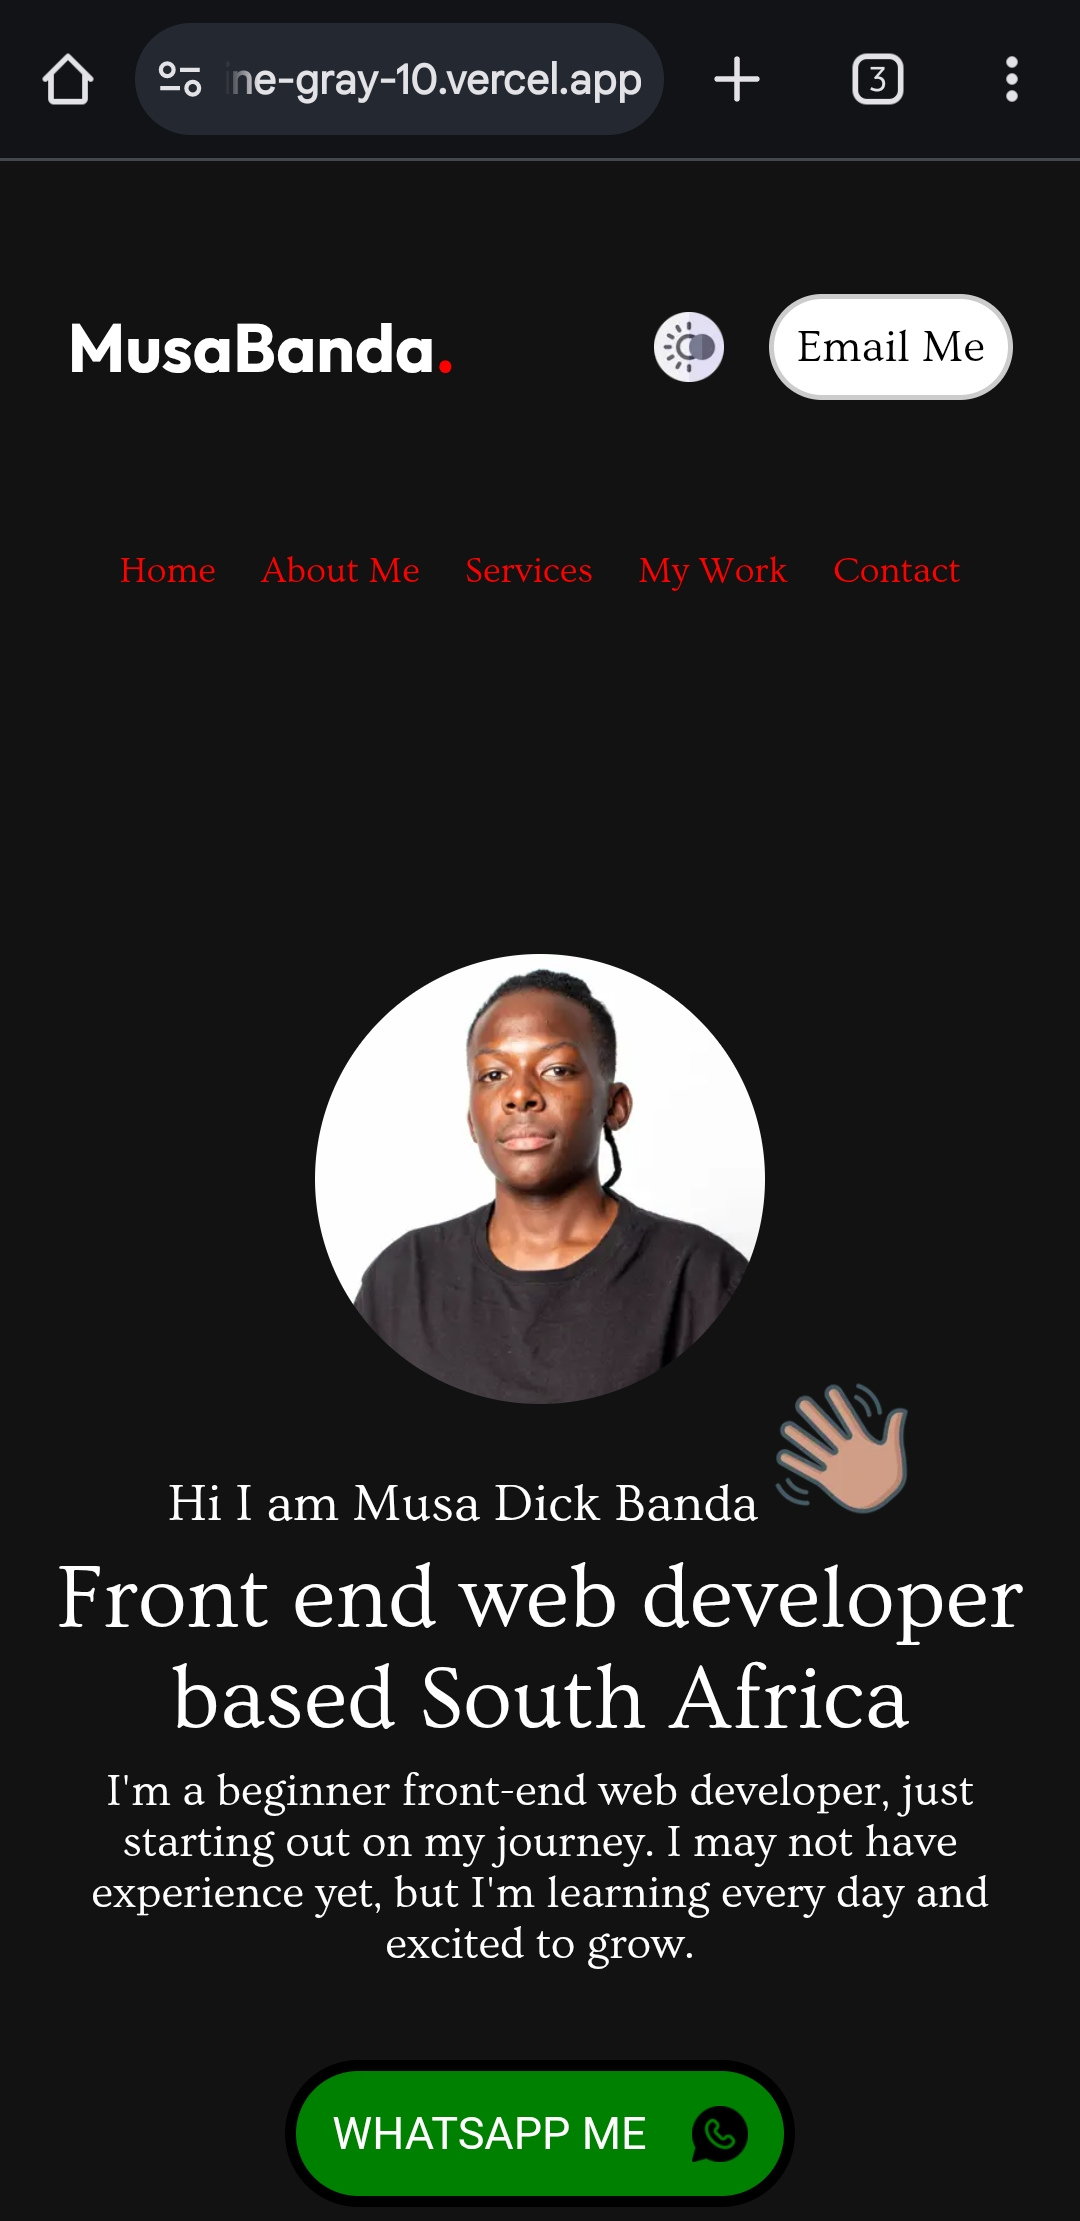 ne-gray-10.vercel.app
3
MusaBanda.
Email Me
Home About Me Services My Work Contact
Hi I am Musa Dick Banda
Front end web developer
based South Africa
I'm a beginner front-end web developer, just
starting out on my journey. I may not have
experience yet, but I'm learning every day and
excited to grow.
WHATSAPP ME